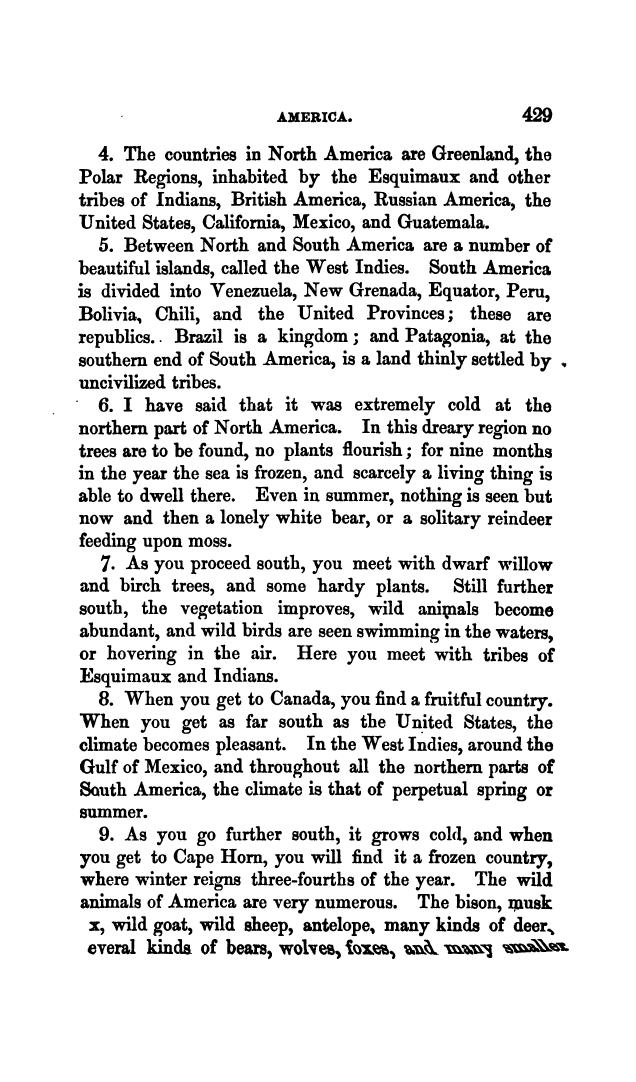 AMERICA. 429
4. The countries in North America are Greenland, the
Polar Regions, inhabited by the Esquimaux and other
tribes of Indians, British America, Russian America, the
United States, California, Mexico, and Guatemala.
5. Between North and South America are a number of
beautiful islands, called the West Indies. South America
is divided into Venezuela, New Grenada, Equator, Peru,
Bolivia, Chili, and the United Provinces; these are
republics. Brazil is a kingdom; and Patagonia, at the
southern end of South America, is a land thinly settled by
uncivilized tribes.
6. I have said that it was extremely cold at the
northern part of North America. In this dreary region no
trees are to be found, no plants flourish; for nine months
in the year the sea is frozen, and scarcely a living thing is
able to dwell there. Even in summer, nothing is seen but
now and then a lonely white bear, or a solitary reindeer
feeding upon moss.
7. As you proceed south, you meet with dwarf willow
and birch trees, and some hardy plants. Still further
south, the vegetation improves, wild animals become
abundant, and wild birds are seen swimming in the waters,
or hovering in the air. Here you meet with tribes of
Esquimaux and Indians.
8. When you get to Canada, you find a fruitful country.
When you get as far south as the United States, the
climate becomes pleasant. In the West Indies, around the
Gulf of Mexico, and throughout all the northern parts of
South America, the climate is that of perpetual spring or
summer.
9. As you go further south, it grows cold, and when
you get to Cape Horn, you will find it a frozen country,
where winter reigns three-fourths of the year. The wild
animals of America are very numerous. The bison, musk
x, wild goat, wild sheep, antelope, many kinds of deer,
everal kinds of bears, wolves, foxes, and many smaller